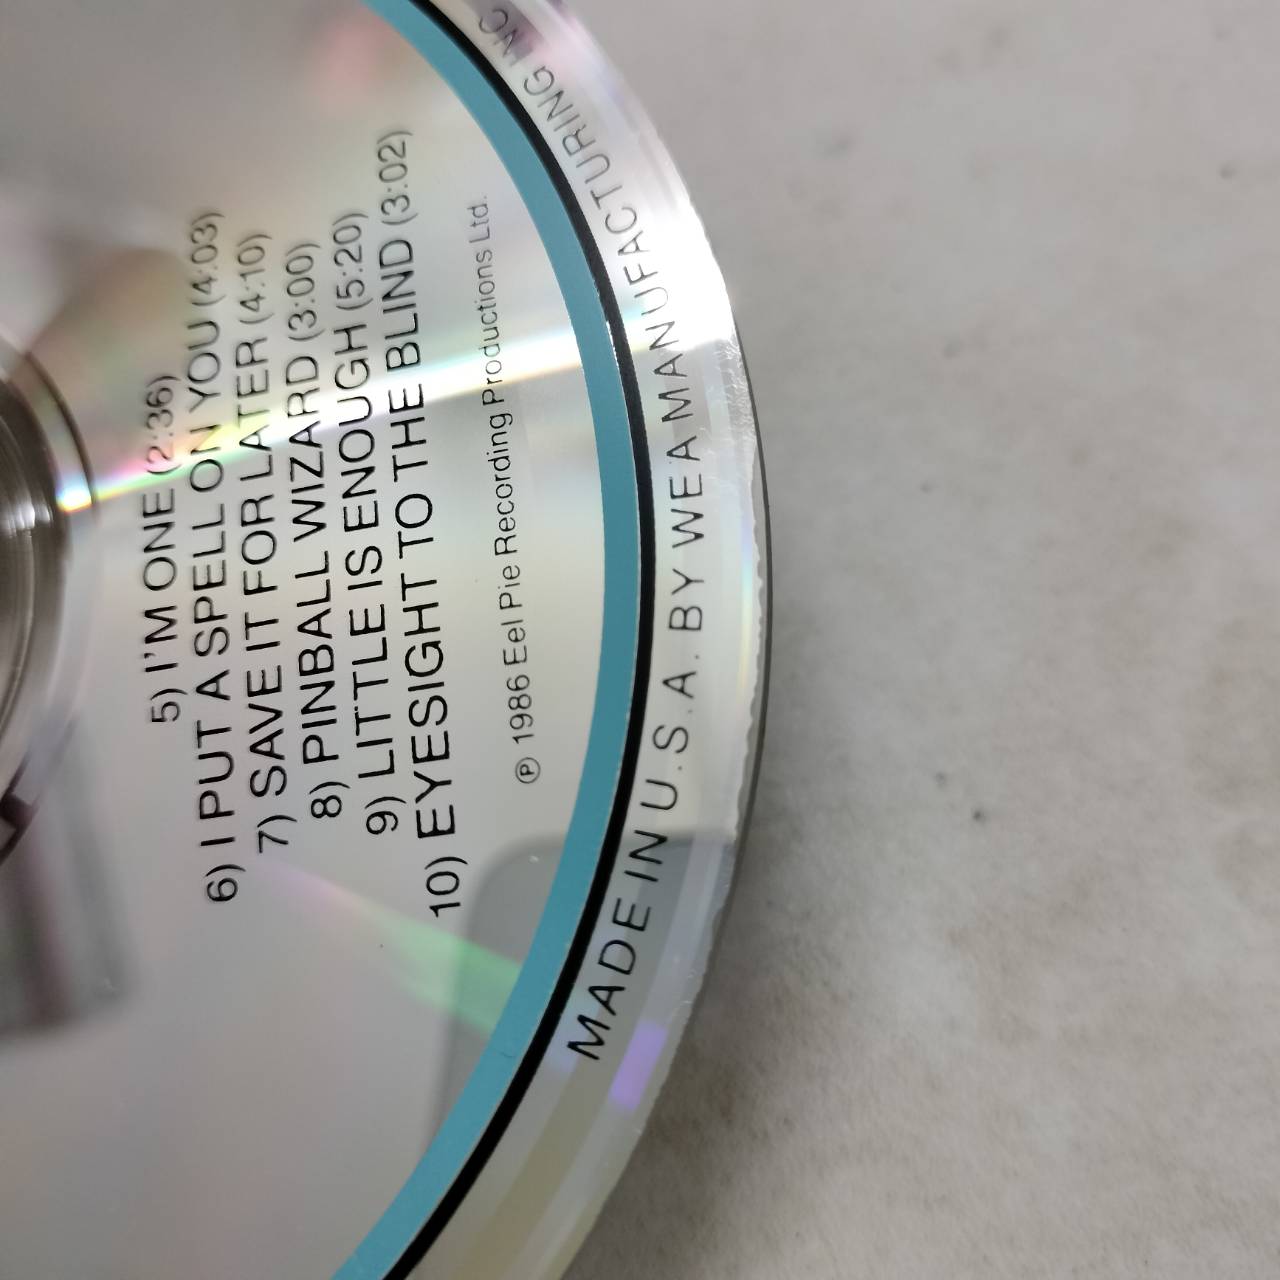 5) I'M ONE (2:36)
6) I PUT A SPELL ON YOU (4:03)
7) SAVE IT FOR LATER (4:10)
8) PINBALL WIZARD (3:00)
9) LITTLE IS ENOUGH (5:20)
10) EYESIGHT TO THE BLIND (3:02)
℗ 1986 Eel Pie Recording Productions Ltd.
MADE IN U.S.A. BY WEA MANUFACTURING INC